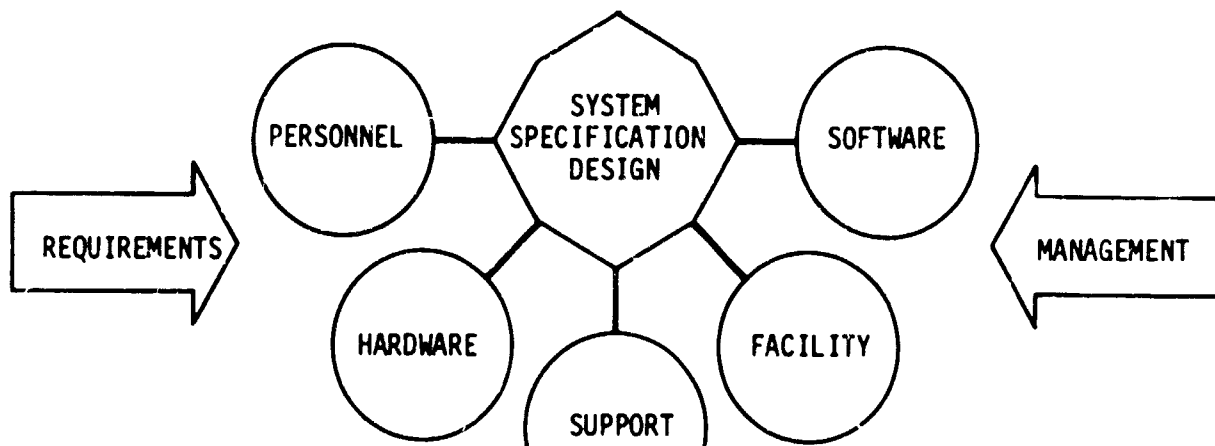 SYSTEM
SPECIFICATION
DESIGN
PERSONNEL
SOFTWARE
REQUIREMENTS
MANAGEMENT
HARDWARE
FACILITY
SUPPORT